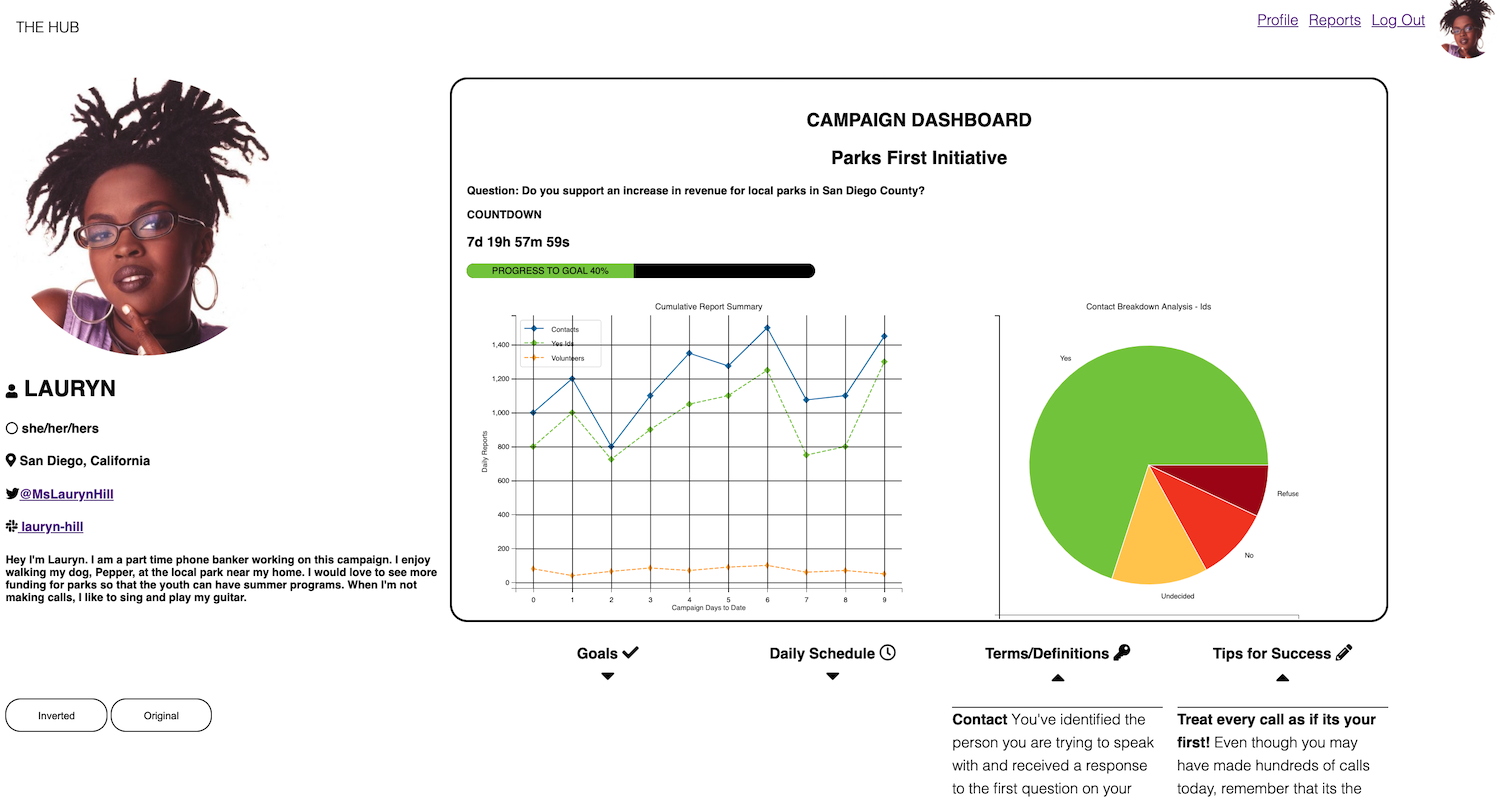 THE HUB
Profile Reports Log Out
CAMPAIGN DASHBOARD
Parks First Initiative
Question: Do you support an increase in revenue for local parks in San Diego County?
COUNTDOWN
7d 19h 57m 59s
PROGRESS TO GOAL 40%
LAURYN
she/her/hers
San Diego, California
@MsLaurynHill
lauryn-hill
Hey I'm Lauryn. I am a part time phone banker working on this campaign. I enjoy
walking my dog, Pepper, at the local park near my home. I would love to see more
funding for parks so that the youth can have summer programs. When I'm not
making calls, I like to sing and play my guitar.
Inverted Original
Cumulative Report Summary
Contacts
Yes Ids
Volunteers
Daily Reports
1,400
1,200
1,000
800
600
400
200
0
0 1 2 3 4 5 6 7 8 9
Campaign Days to Date
Contact Breakdown Analysis - Ids
Yes
Refuse
No
Undecided
Goals
Daily Schedule
Terms/Definitions
Tips for Success
Contact You've identified the
person you are trying to speak
with and received a response
to the first question on your
Treat every call as if its your
first! Even though you may
have made hundreds of calls
today, remember that its the